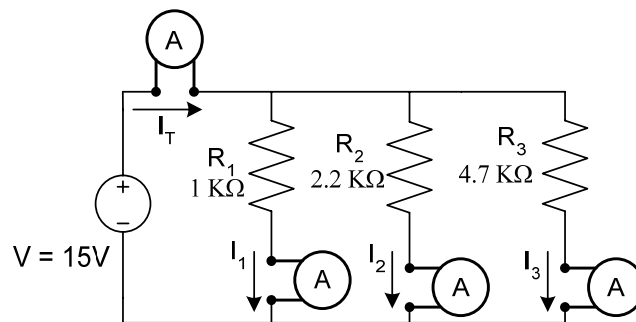 A
I_T
R_1
1 KΩ
R_2
2.2 KΩ
R_3
4.7 KΩ
+
−
V = 15V
I_1
A
I_2
A
I_3
A